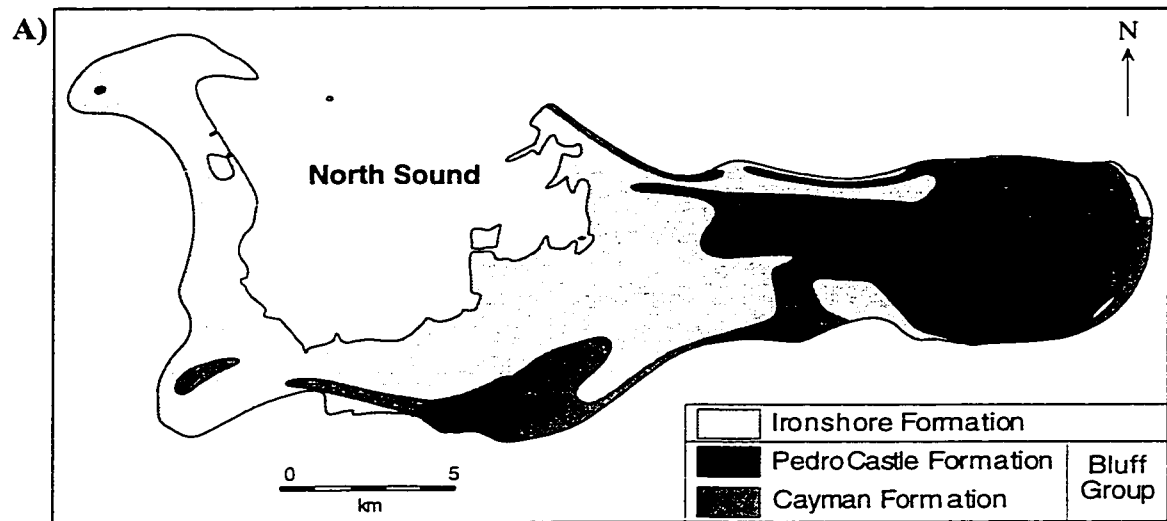 A)
N
North Sound
Ironshore Formation
Pedro Castle Formation
Bluff
Group
Cayman Formation
0 5
km